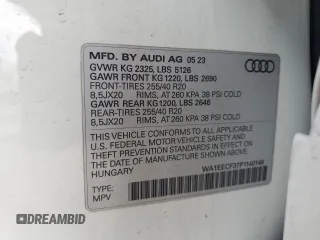 MFD. BY AUDI AG 05 23
GVWR KG 2325, LBS 5126
GAWR FRONT KG 1220, LBS 2690
FRONT-TIRES 255/40 R20
8,5JX20 RIMS, AT 260 KPA 38 PSI COLD
GAWR REAR KG1200, LBS 2646
REAR-TIRES 255/40 R20
8,5JX20 RIMS, AT 260 KPA 38 PSI COLD
THIS VEHICLE CONFORMS TO ALL APPLICABLE
FEDERAL MOTOR VEHICLE SAFETY
AND THEFT PREVENTION STANDARDS
IN EFFECT ON THE
DATE OF MANUFACTURE SHOWN ABOVE.
HUNGARY
TYPE:
MPV
AUTOBIDMASTER